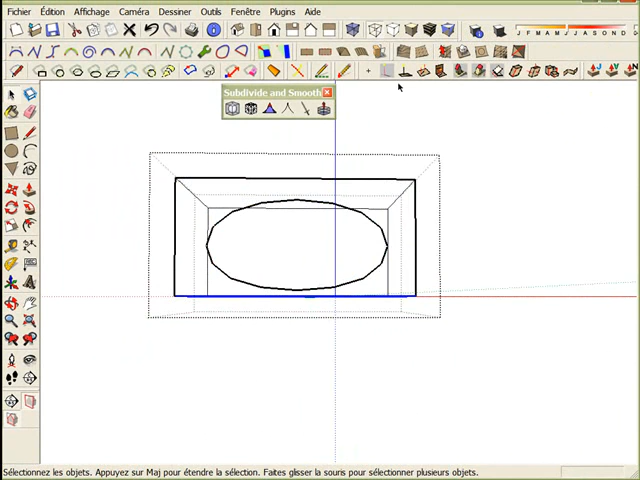 Fichier Édition Affichage Caméra Dessiner Outils Fenêtre Plugins Aide
J F M A M J J A S O N D
Subdivide and Smooth
Sélectionnez les objets. Appuyez sur Maj pour étendre la sélection. Faites glisser la souris pour sélectionner plusieurs objets.